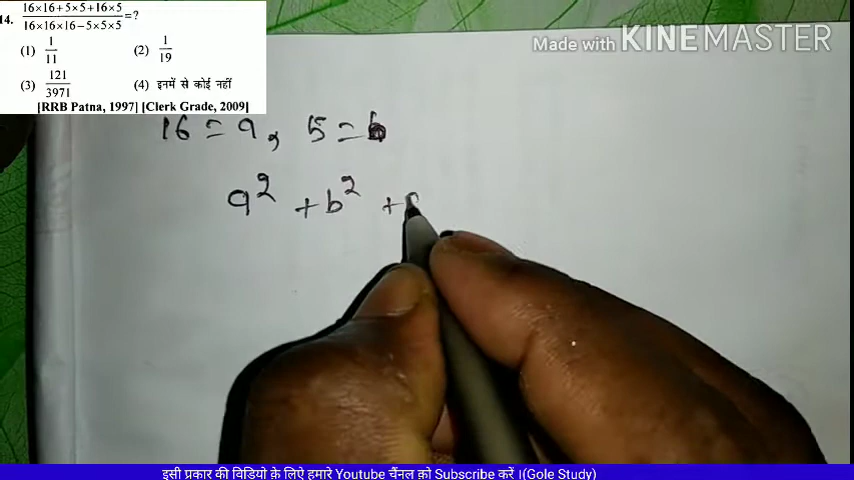 14. 16×16+5×5+16×5 / 16×16×16−5×5×5 =?
(1) 1/11 (2) 1/19
(3) 121/3971 (4) इनमें से कोई नहीं
[RRB Patna, 1997] [Clerk Grade, 2009]
Made with KINEMASTER
16 = a, 5 = b
a² + b² +
इसी प्रकार की विडियो के लिऐ हमारे Youtube चैंनल क़ो Subscribe करें ।(Gole Study)